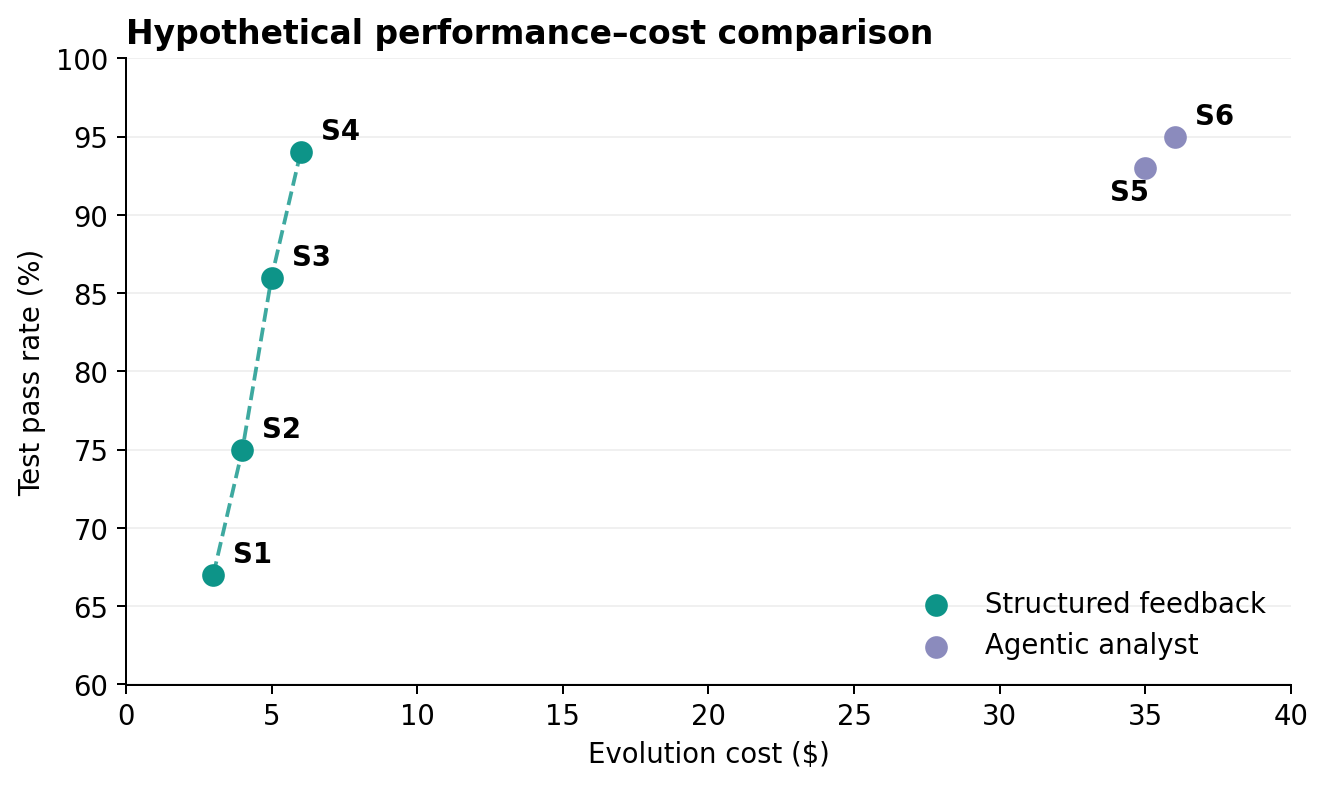 Hypothetical performance–cost comparison
100
95
90
85
80
75
70
65
60
Test pass rate (%)
S4
S3
S2
S1
S6
S5
Structured feedback
Agentic analyst
0 5 10 15 20 25 30 35 40
Evolution cost ($)